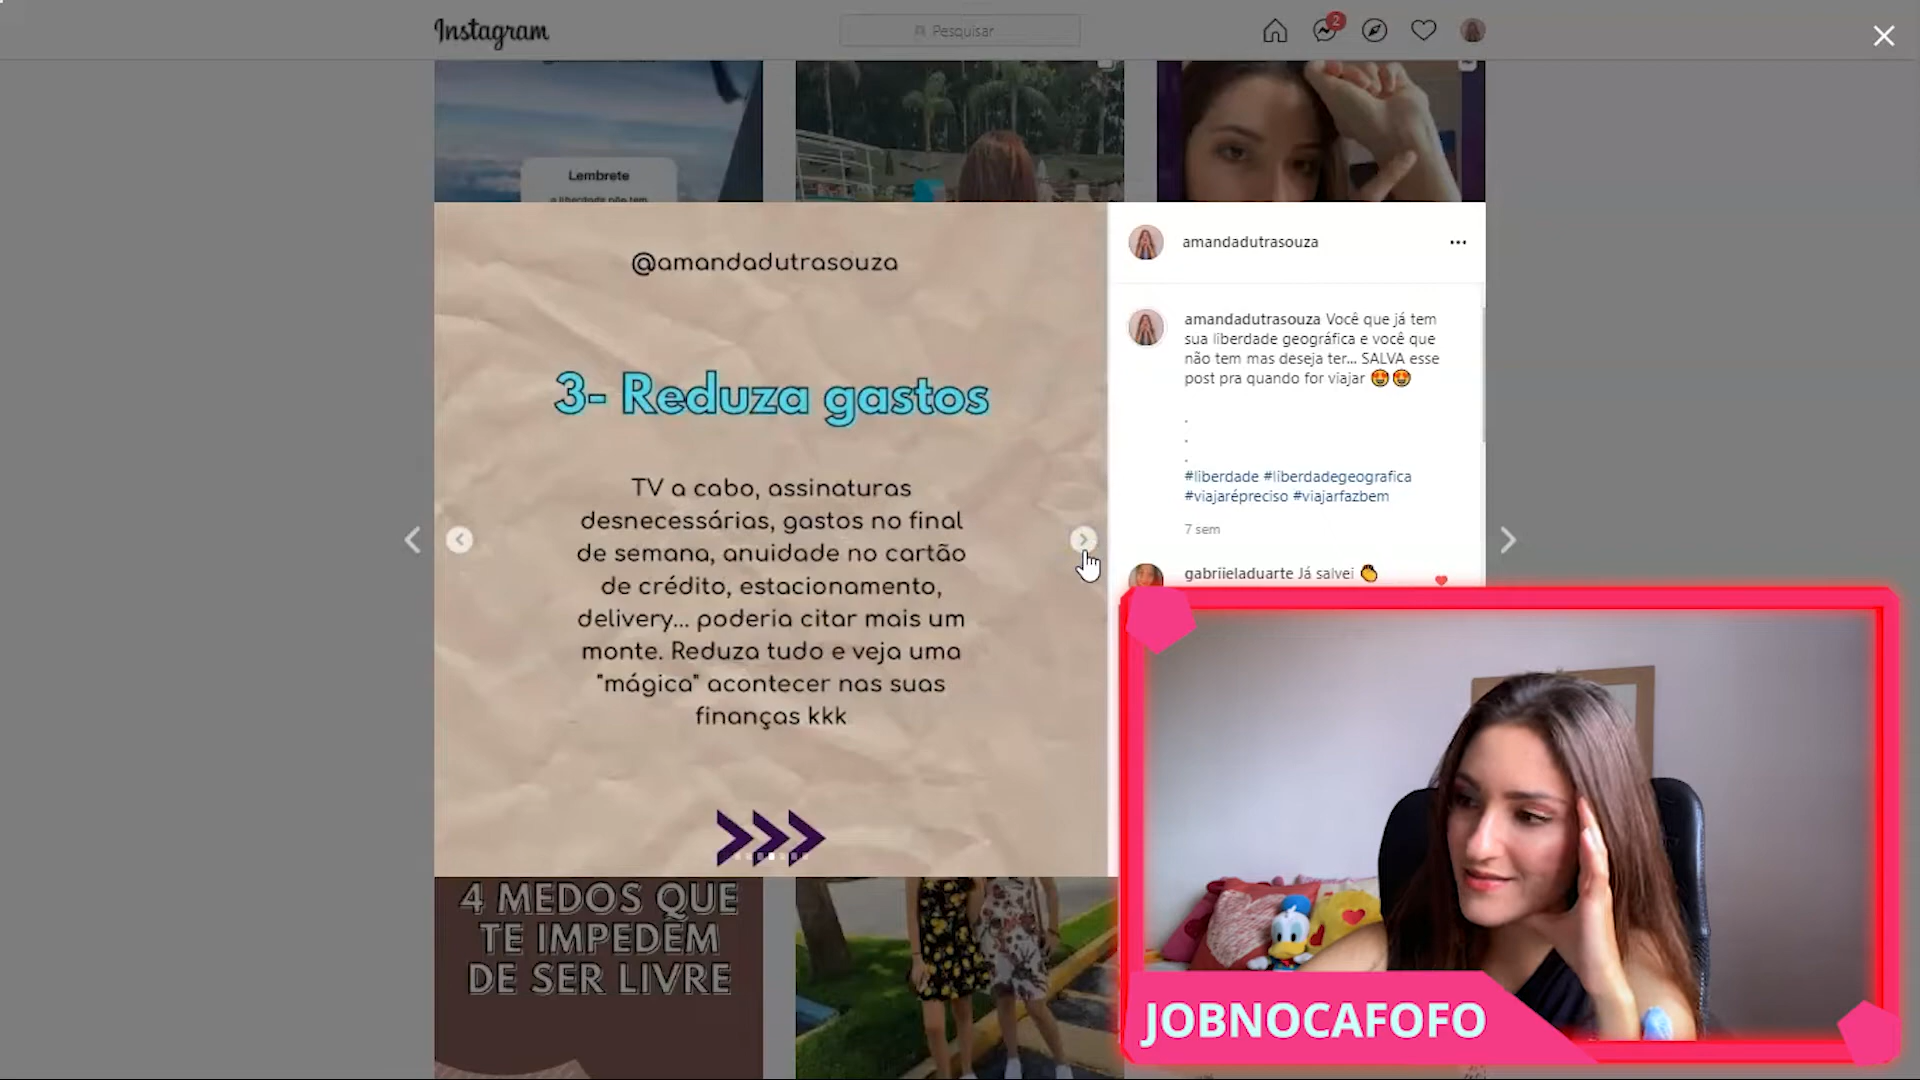 Instagram
Pesquisar
2
Lembrete
@amandadutrasouza
3- Reduza gastos
TV a cabo, assinaturas
desnecessárias, gastos no final
de semana, anuidade no cartão
de crédito, estacionamento,
delivery... poderia citar mais um
monte. Reduza tudo e veja uma
"mágica" acontecer nas suas
finanças kkk
amandadutrasouza
amandadutrasouza Você que já tem
sua liberdade geográfica e você que
não tem mas deseja ter... SALVA esse
post pra quando for viajar 🤩🤩
.
.
.
#liberdade #liberdadegeografica
#viajarépreciso #viajarfazbem
7 sem
gabriieladuarte Já salvei 👏
4 MEDOS QUE
TE IMPEDEM
DE SER LIVRE
JOBNOCAFOFO